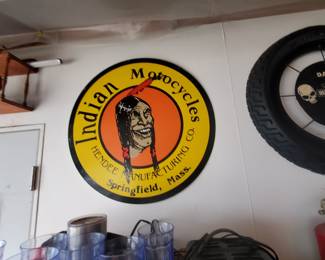 Indian Motocycles
HENDEE MANUFACTURING CO.
Springfield, Mass.